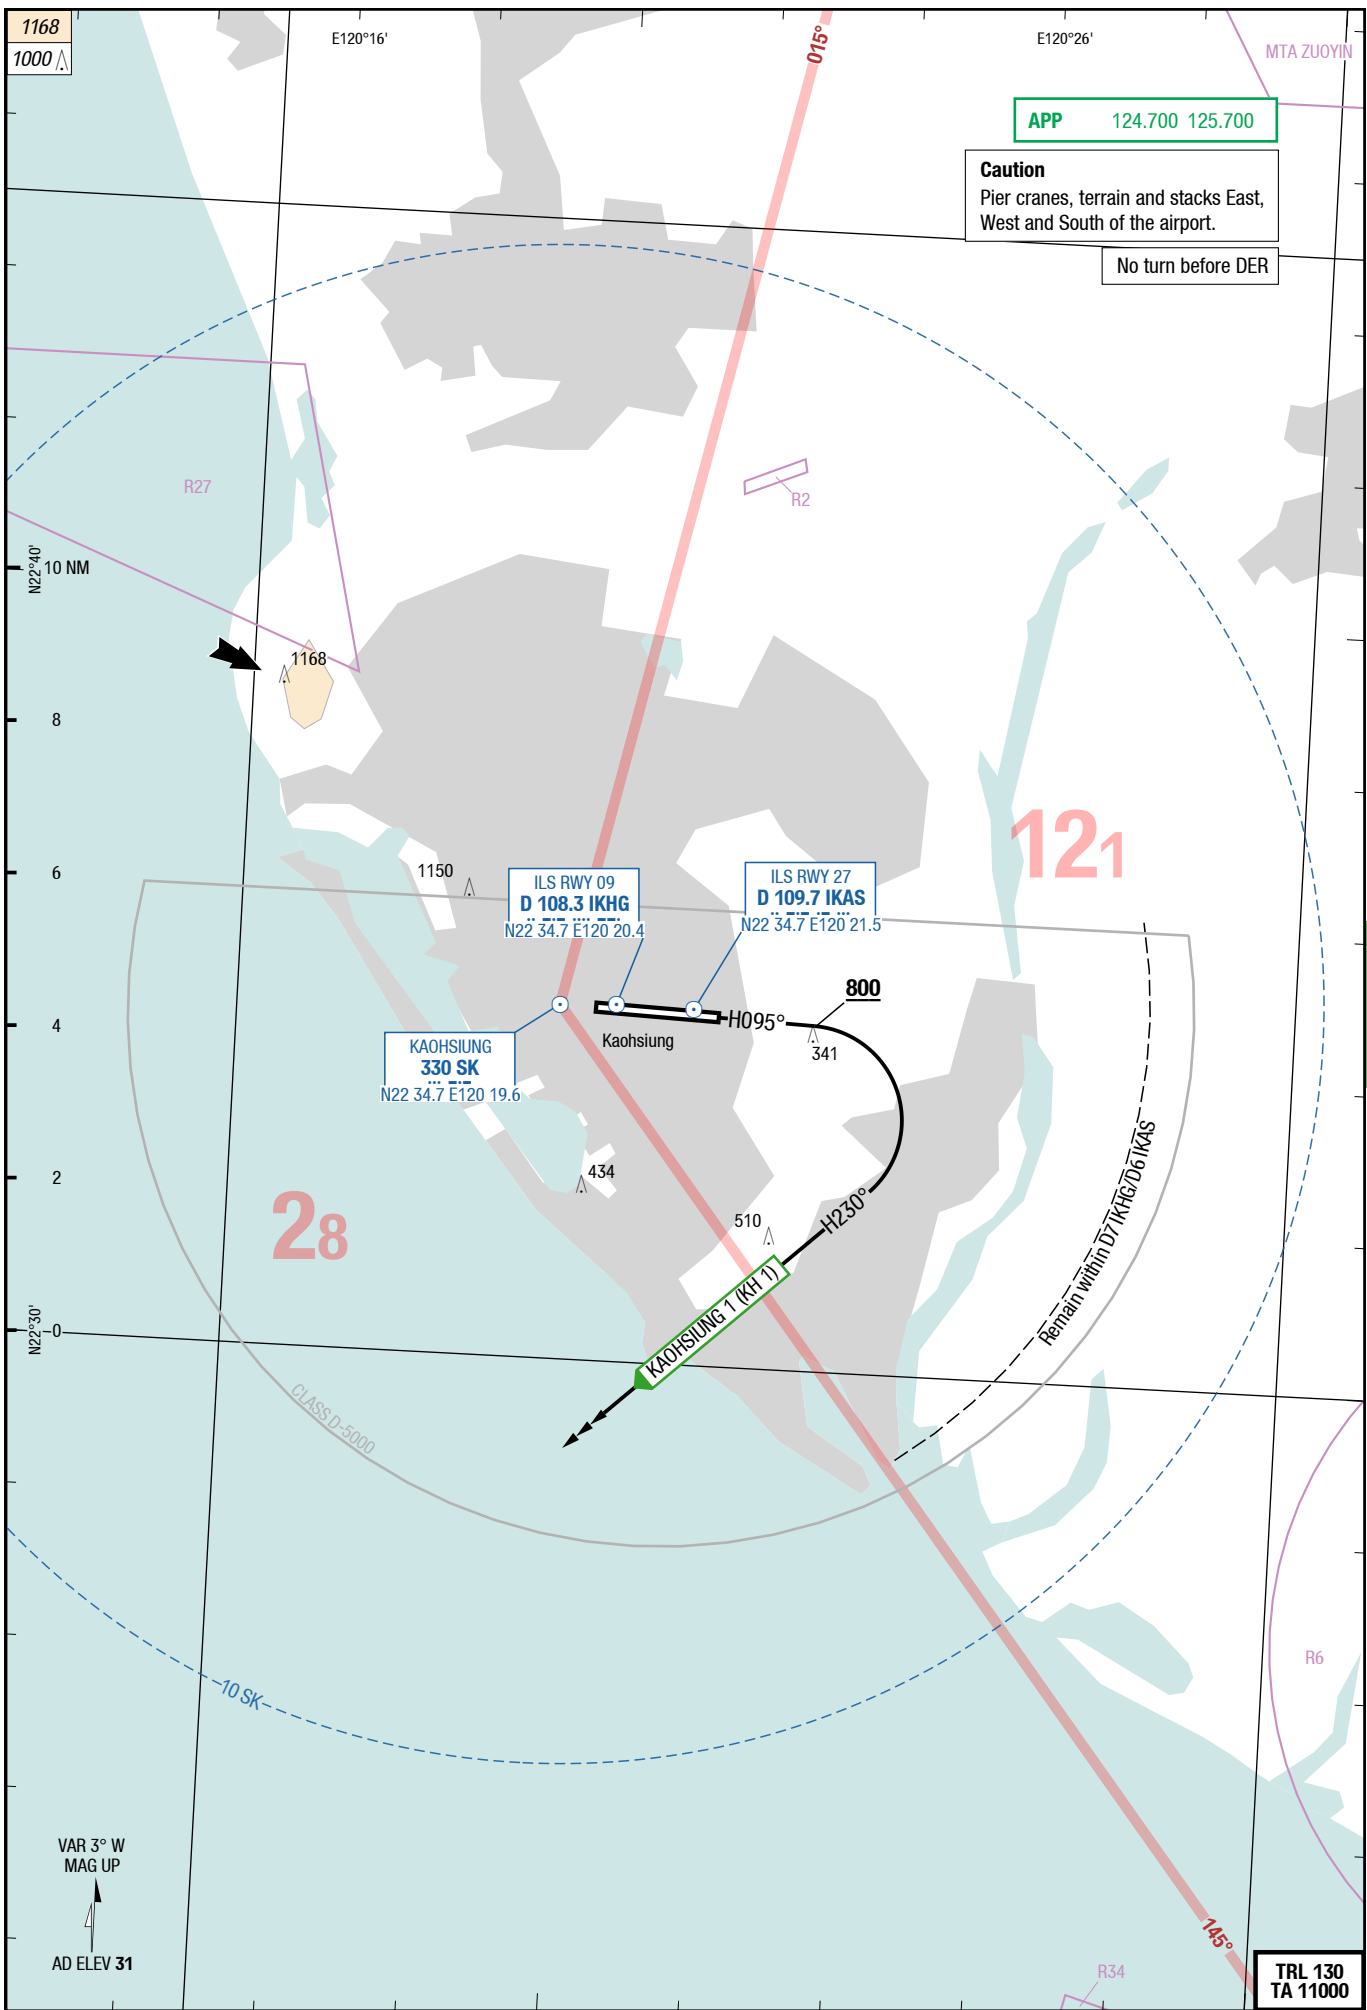 1168
1000
E120°16'
015°
E120°26'
MTA ZUOYIN
APP 124.700 125.700
Caution
Pier cranes, terrain and stacks East,
West and South of the airport.
No turn before DER
R27
R2
N22°40'
10 NM
1168
8
121
6
1150
ILS RWY 09
D 108.3 IKHG
N22 34.7 E120 20.4
ILS RWY 27
D 109.7 IKAS
N22 34.7 E120 21.5
800
4
H095°
Kaohsiung
341
KAOHSIUNG
330 SK
N22 34.7 E120 19.6
2
434
28
510
H230°
Remain within D7 IKHG/D6 IKAS
KAOHSIUNG 1 (KH 1)
N22°30'
0
CLASS D-5000
10 SK
R6
VAR 3° W
MAG UP
AD ELEV 31
145°
R34
TRL 130
TA 11000